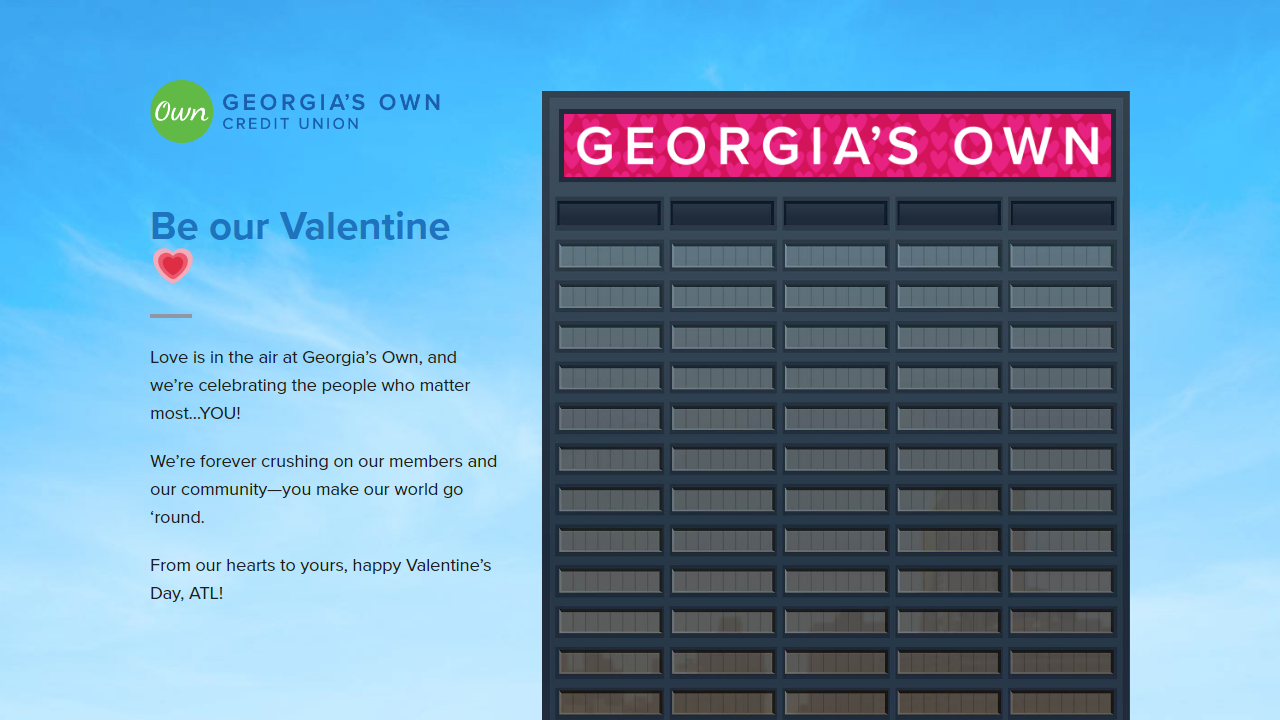 Own
GEORGIA’S OWN
CREDIT UNION
GEORGIA’S OWN
Be our Valentine
Love is in the air at Georgia’s Own, and
we’re celebrating the people who matter
most...YOU!
We’re forever crushing on our members and
our community—you make our world go
‘round.
From our hearts to yours, happy Valentine’s
Day, ATL!